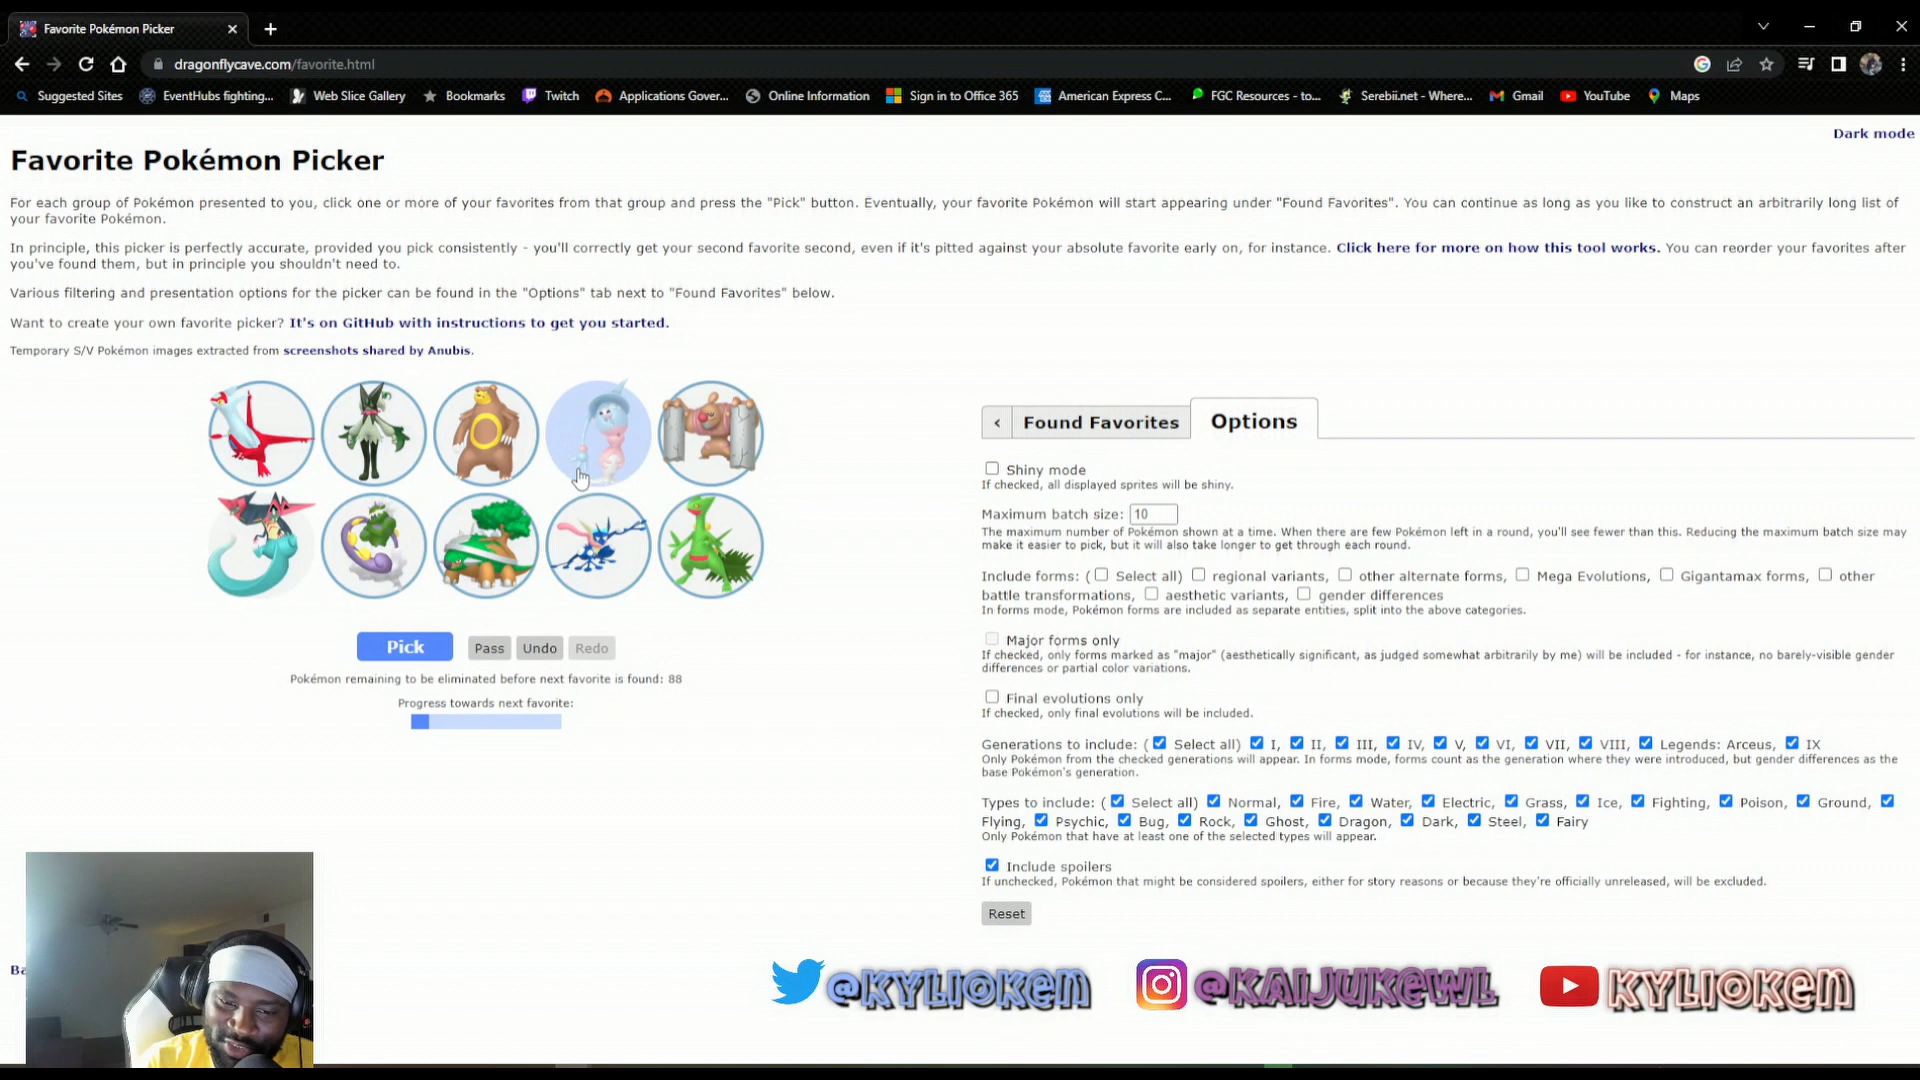 Favorite Pokémon Picker
dragonflycave.com/favorite.html
Suggested Sites EventHubs fighting... Web Slice Gallery Bookmarks Twitch Applications Gover... Online Information Sign in to Office 365 American Express C... FGC Resources - to... Serebii.net - Where... Gmail YouTube Maps
Dark mode
Favorite Pokémon Picker
For each group of Pokémon presented to you, click one or more of your favorites from that group and press the "Pick" button. Eventually, your favorite Pokémon will start appearing under "Found Favorites". You can continue as long as you like to construct an arbitrarily long list of
your favorite Pokémon.
In principle, this picker is perfectly accurate, provided you pick consistently - you'll correctly get your second favorite second, even if it's pitted against your absolute favorite early on, for instance. Click here for more on how this tool works. You can reorder your favorites after
you've found them, but in principle you shouldn't need to.
Various filtering and presentation options for the picker can be found in the "Options" tab next to "Found Favorites" below.
Want to create your own favorite picker? It's on GitHub with instructions to get you started.
Temporary S/V Pokémon images extracted from screenshots shared by Anubis.
Pick Pass Undo Redo
Pokémon remaining to be eliminated before next favorite is found: 88
Progress towards next favorite:
Ba
‹ Found Favorites Options
Shiny mode
If checked, all displayed sprites will be shiny.
Maximum batch size: 10
The maximum number of Pokémon shown at a time. When there are few Pokémon left in a round, you'll see fewer than this. Reducing the maximum batch size may
make it easier to pick, but it will also take longer to get through each round.
Include forms: ( Select all) regional variants, other alternate forms, Mega Evolutions, Gigantamax forms, other
battle transformations, aesthetic variants, gender differences
In forms mode, Pokémon forms are included as separate entities, split into the above categories.
Major forms only
If checked, only forms marked as "major" (aesthetically significant, as judged somewhat arbitrarily by me) will be included - for instance, no barely-visible gender
differences or partial color variations.
Final evolutions only
If checked, only final evolutions will be included.
Generations to include: ( Select all) I, II, III, IV, V, VI, VII, VIII, Legends: Arceus, IX
Only Pokémon from the checked generations will appear. In forms mode, forms count as the generation where they were introduced, but gender differences as the
base Pokémon's generation.
Types to include: ( Select all) Normal, Fire, Water, Electric, Grass, Ice, Fighting, Poison, Ground,
Flying, Psychic, Bug, Rock, Ghost, Dragon, Dark, Steel, Fairy
Only Pokémon that have at least one of the selected types will appear.
Include spoilers
If unchecked, Pokémon that might be considered spoilers, either for story reasons or because they're officially unreleased, will be excluded.
Reset
@KYLIOKEN @KAIJUKEWL KYLIOKEN